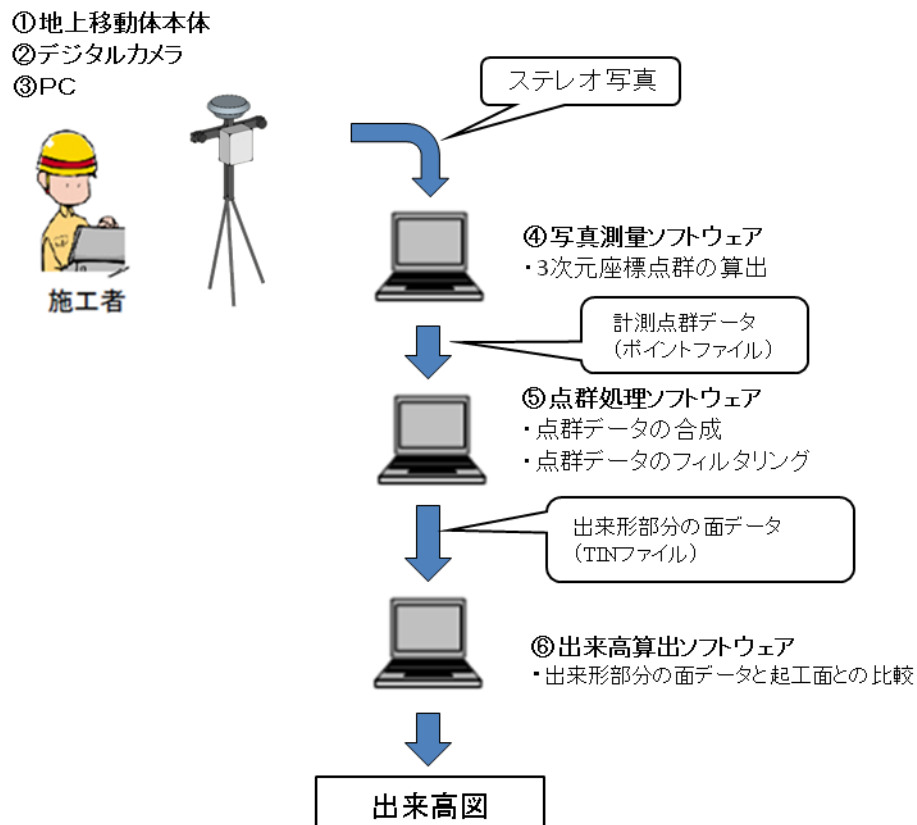 ①地上移動体本体
②デジタルカメラ
③PC
ステレオ写真
施工者
④写真測量ソフトウェア
・3次元座標点群の算出
計測点群データ
（ポイントファイル）
⑤点群処理ソフトウェア
・点群データの合成
・点群データのフィルタリング
出来形部分の面データ
（TINファイル）
⑥出来高算出ソフトウェア
・出来形部分の面データと起工面との比較
出来高図